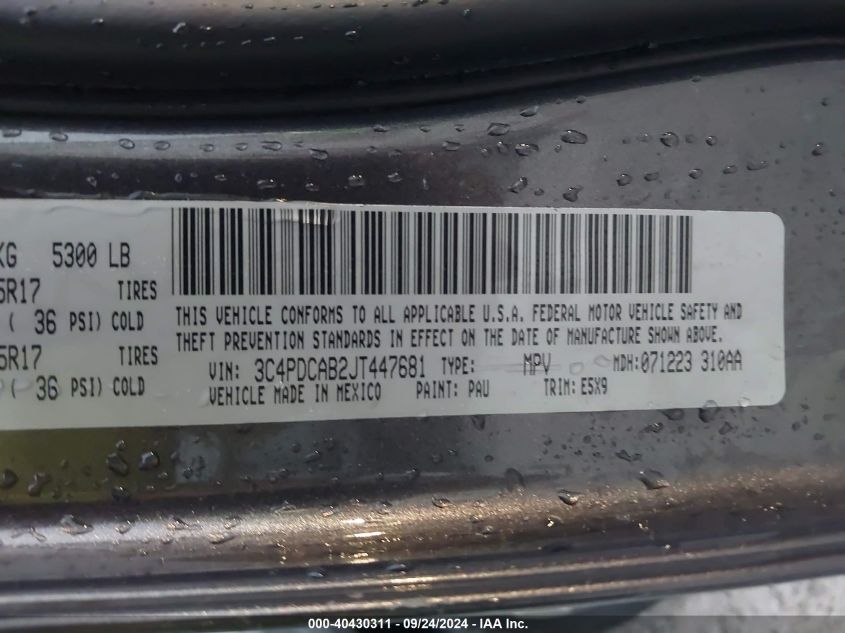 KG 5300 LB
5R17 TIRES
( 36 PSI) COLD
5R17 TIRES
( 36 PSI) COLD
THIS VEHICLE CONFORMS TO ALL APPLICABLE U.S.A. FEDERAL MOTOR VEHICLE SAFETY AND
THEFT PREVENTION STANDARDS IN EFFECT ON THE DATE OF MANUFACTURE SHOWN ABOVE.
VIN: 3C4PDCAB2JT447681 TYPE: MPV MDH:071223 310AA
VEHICLE MADE IN MEXICO PAINT: PAU TRIM: E5X9
000-40430311 - 09/24/2024 - IAA Inc.